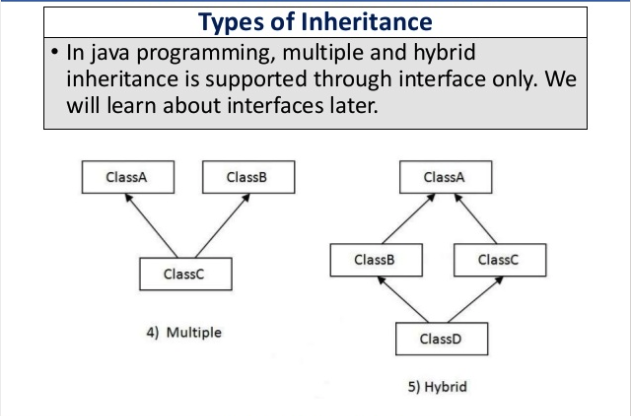 Types of Inheritance
• In java programming, multiple and hybrid
inheritance is supported through interface only. We
will learn about interfaces later.
ClassA
ClassB
ClassC
4) Multiple
ClassA
ClassB
ClassC
ClassD
5) Hybrid